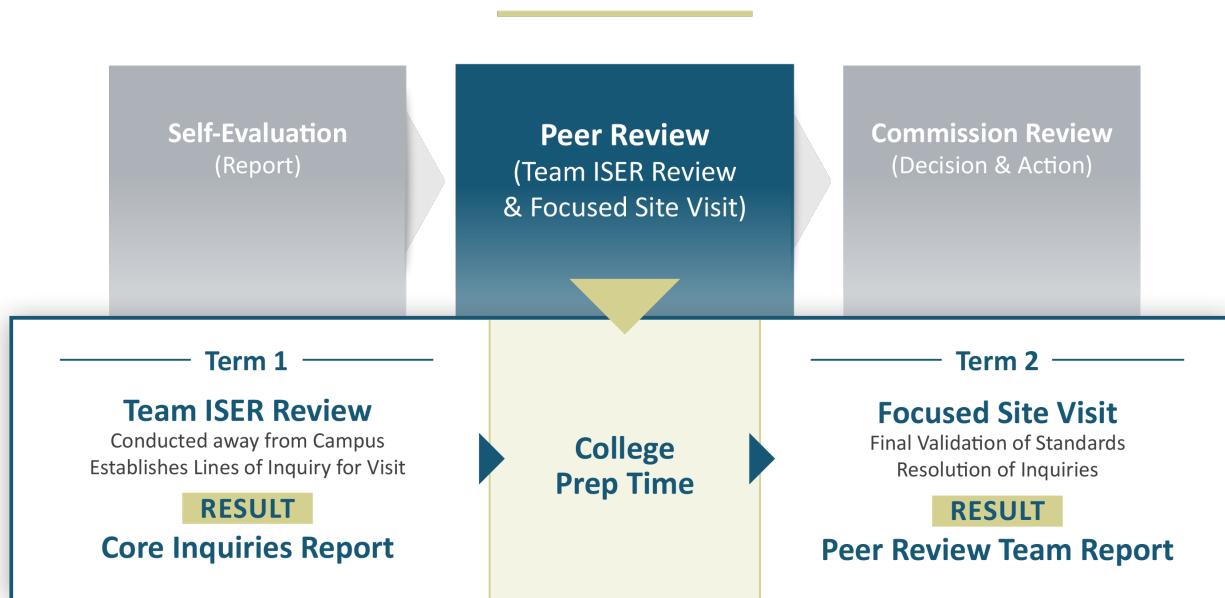 Self-Evaluation
(Report)
Peer Review
(Team ISER Review
& Focused Site Visit)
Commission Review
(Decision & Action)
Term 1
Team ISER Review
Conducted away from Campus
Establishes Lines of Inquiry for Visit
RESULT
Core Inquiries Report
College
Prep Time
Term 2
Focused Site Visit
Final Validation of Standards
Resolution of Inquiries
RESULT
Peer Review Team Report